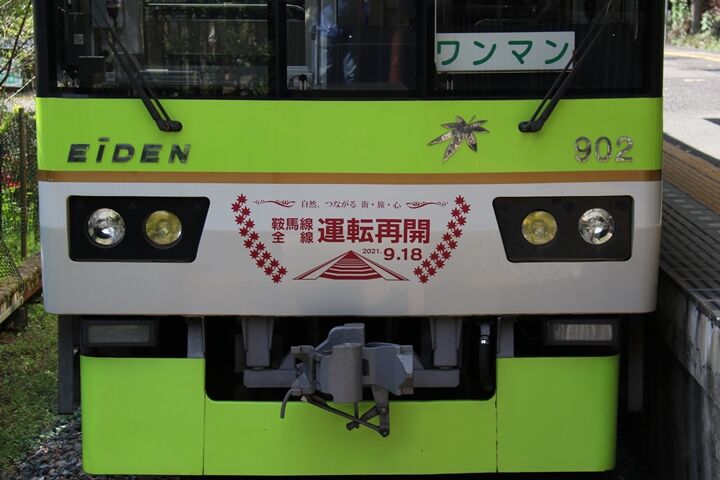 ワンマン
EIDEN
902
自然、つながる 街・旅・心
鞍馬線
全線
運転再開
2021.9.18